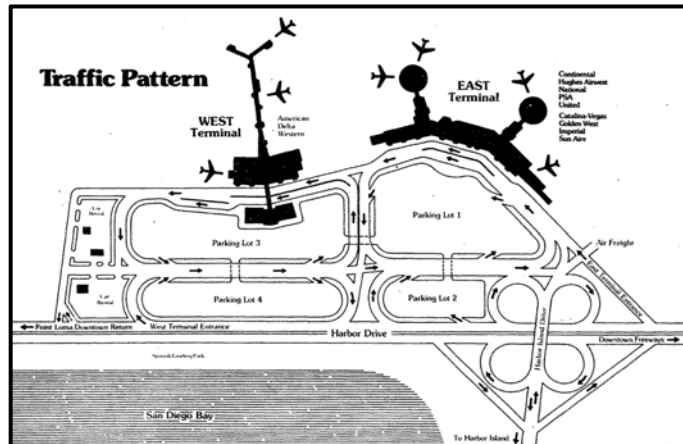 Traffic Pattern
WEST
Terminal
American
Delta
Western
EAST
Terminal
Continental
Hughes Airwest
National
PSA
United
Catalina-Vegas
Golden West
Imperial
Sun Aire
Car
Rental
Parking Lot 1
Parking Lot 3
Air Freight
East Terminal Entrance
Car
Rental
Parking Lot 4
Parking Lot 2
Point Loma Downtown Return
West Terminal Entrance
Harbor Drive
Harbor Island Drive
Downtown Freeways
Spanish Landing Park
San Diego Bay
To Harbor Island